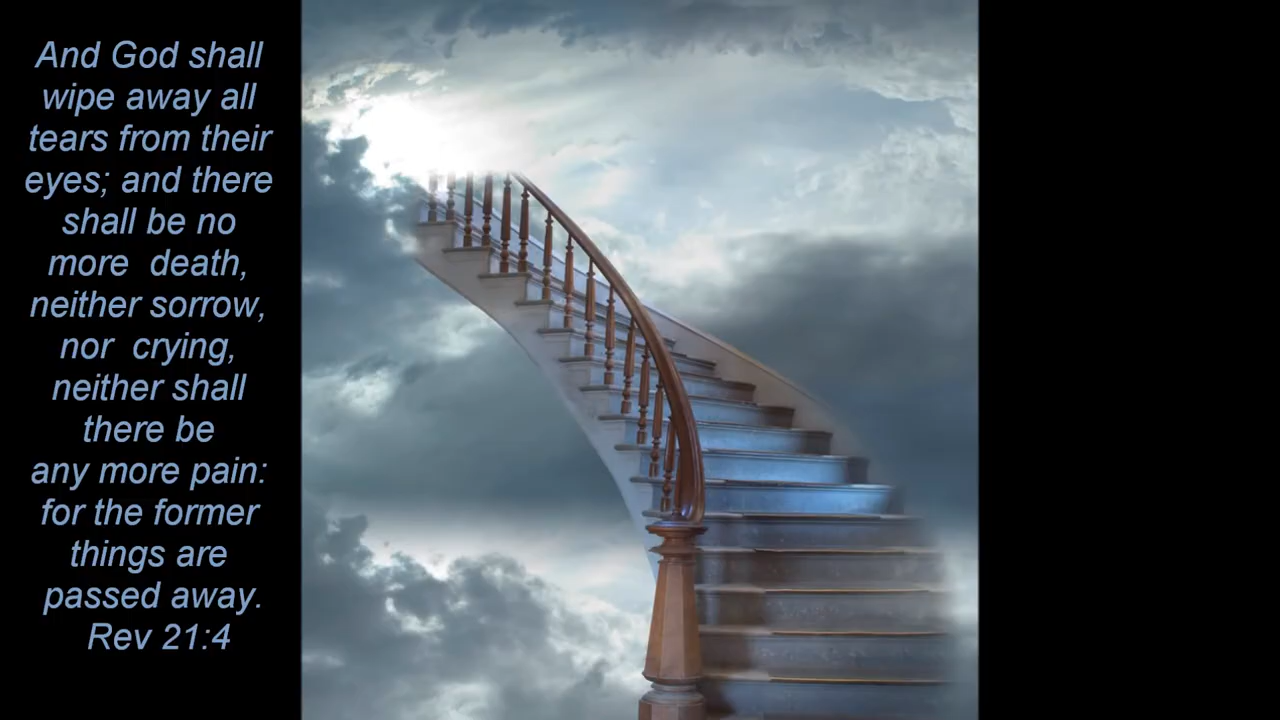 And God shall
wipe away all
tears from their
eyes; and there
shall be no
more death,
neither sorrow,
nor crying,
neither shall
there be
any more pain:
for the former
things are
passed away.
Rev 21:4